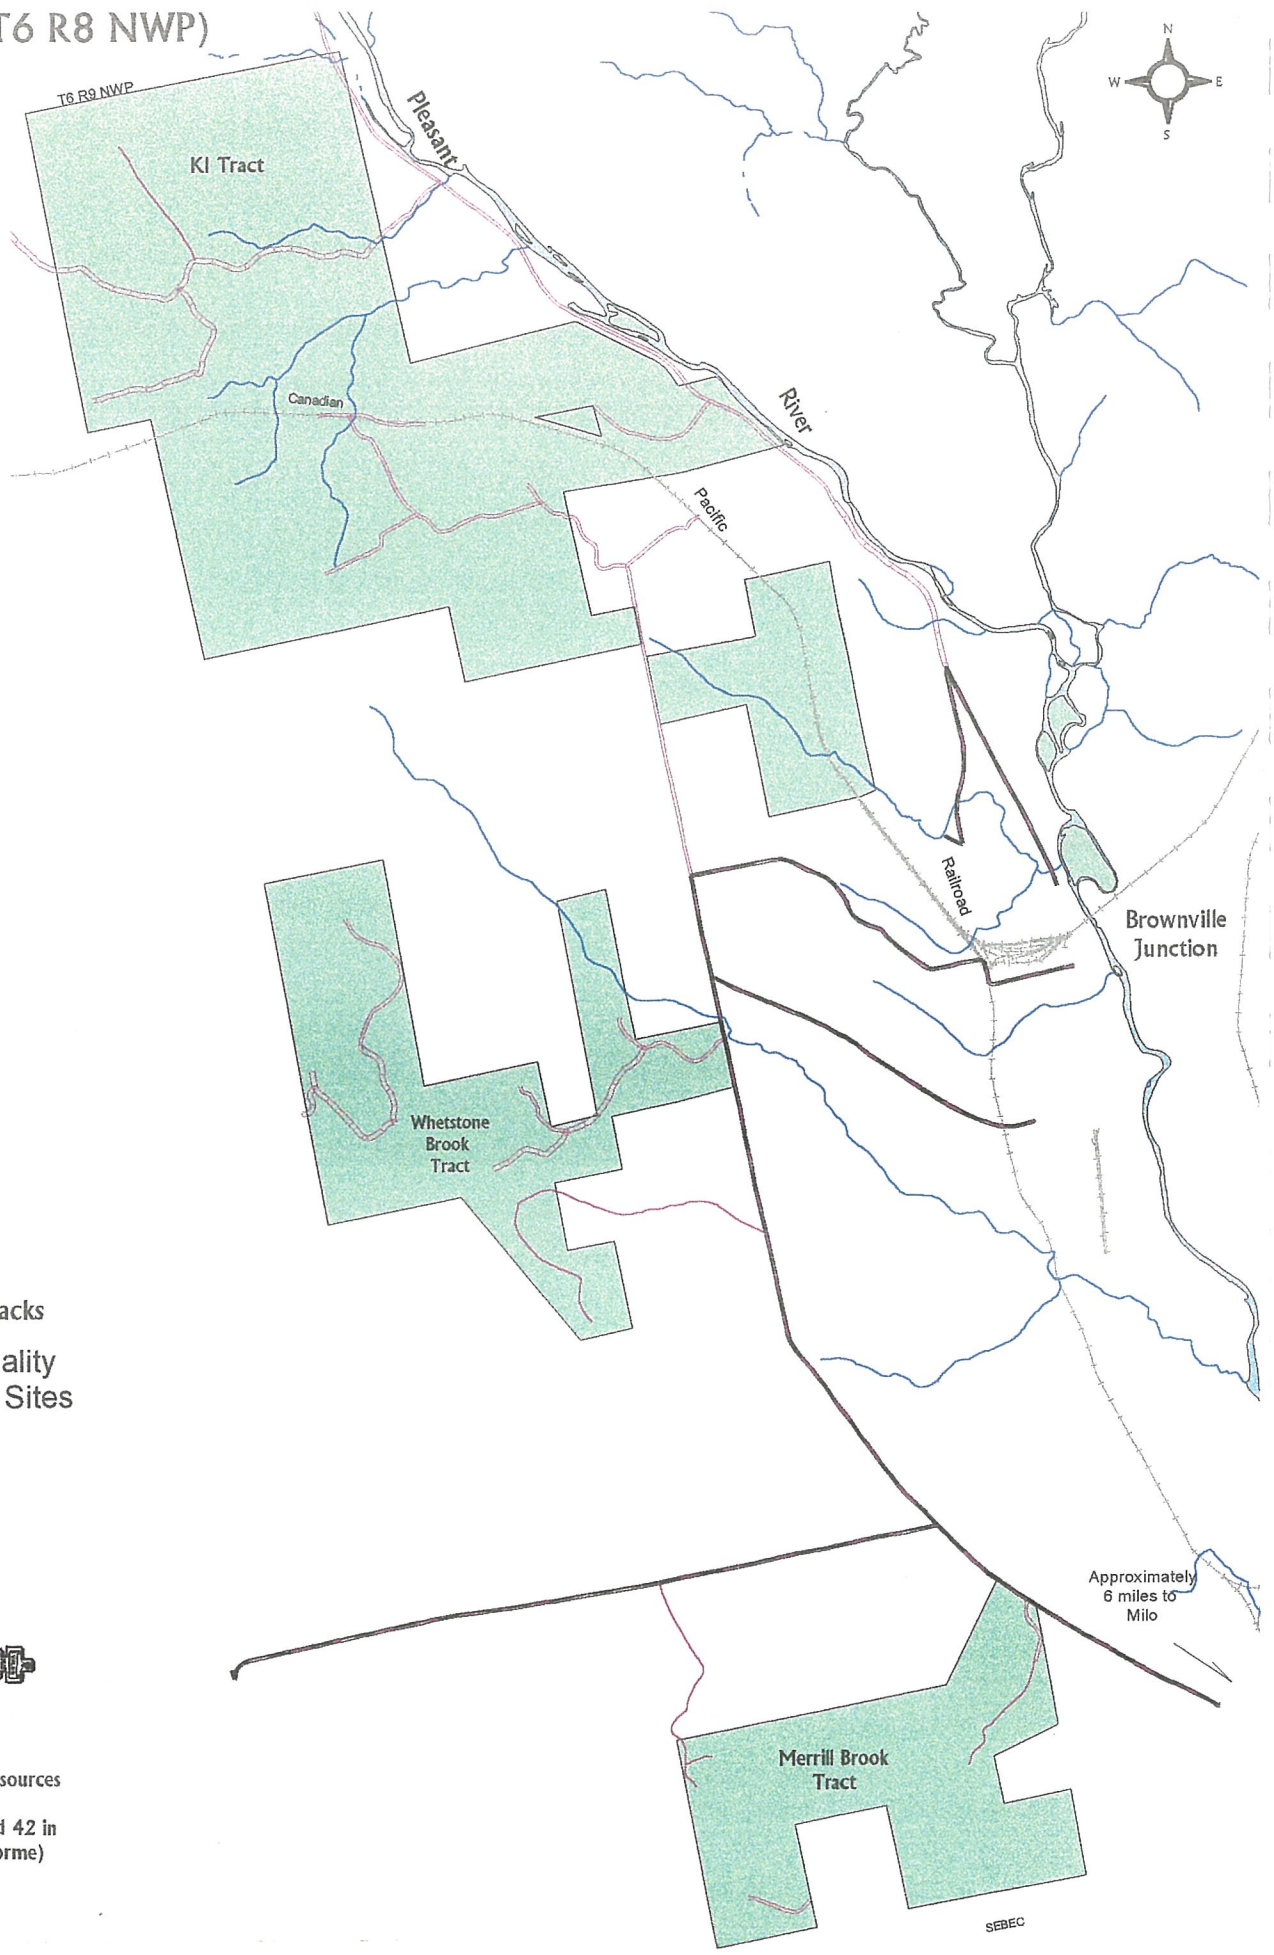 T6 R8 NWP)
N
W E
S
T6 R9 NWP
KI Tract
Pleasant
River
Canadian
Pacific
Railroad
Brownville
Junction
Whetstone
Brook
Tract
acks
ality
Sites
Approximately
6 miles to
Milo
sources
d 42 in
orme)
Merrill Brook
Tract
SEBEC